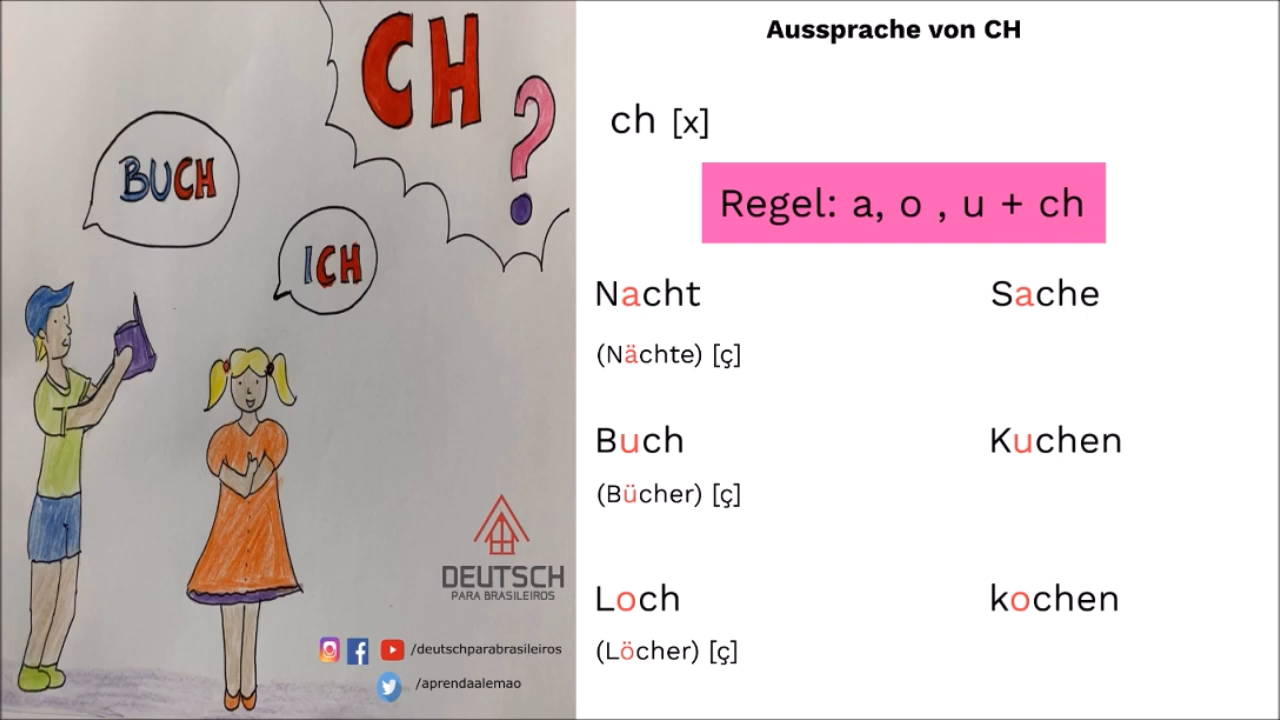 CH
?
BUCH
ICH
DEUTSCH
PARA BRASILEIROS
/deutschparabrasileiros
/aprendaalemao
Aussprache von CH
ch [x]
Regel: a, o , u + ch
Nacht Sache
(Nächte) [ç]
Buch Kuchen
(Bücher) [ç]
Loch kochen
(Löcher) [ç]